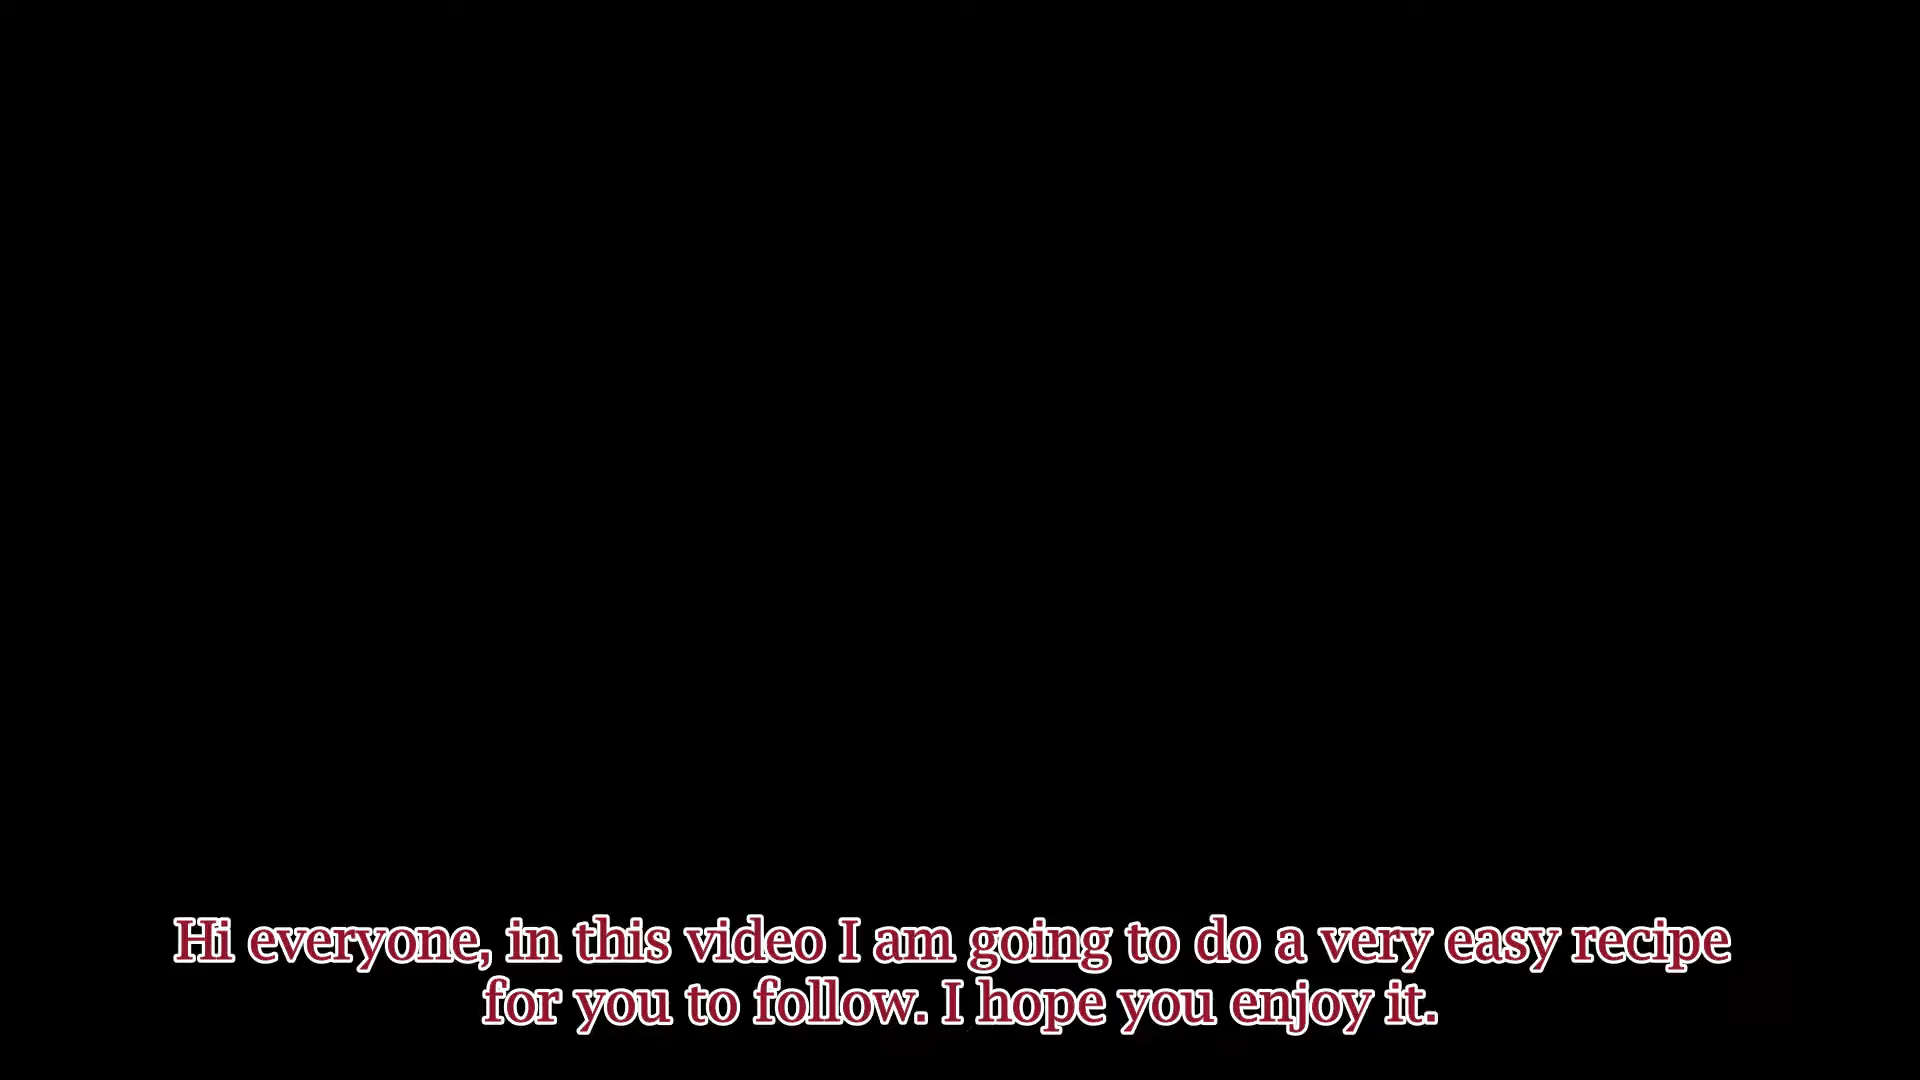 Hi everyone, in this video I am going to do a very easy recipe
for you to follow. I hope you enjoy it.